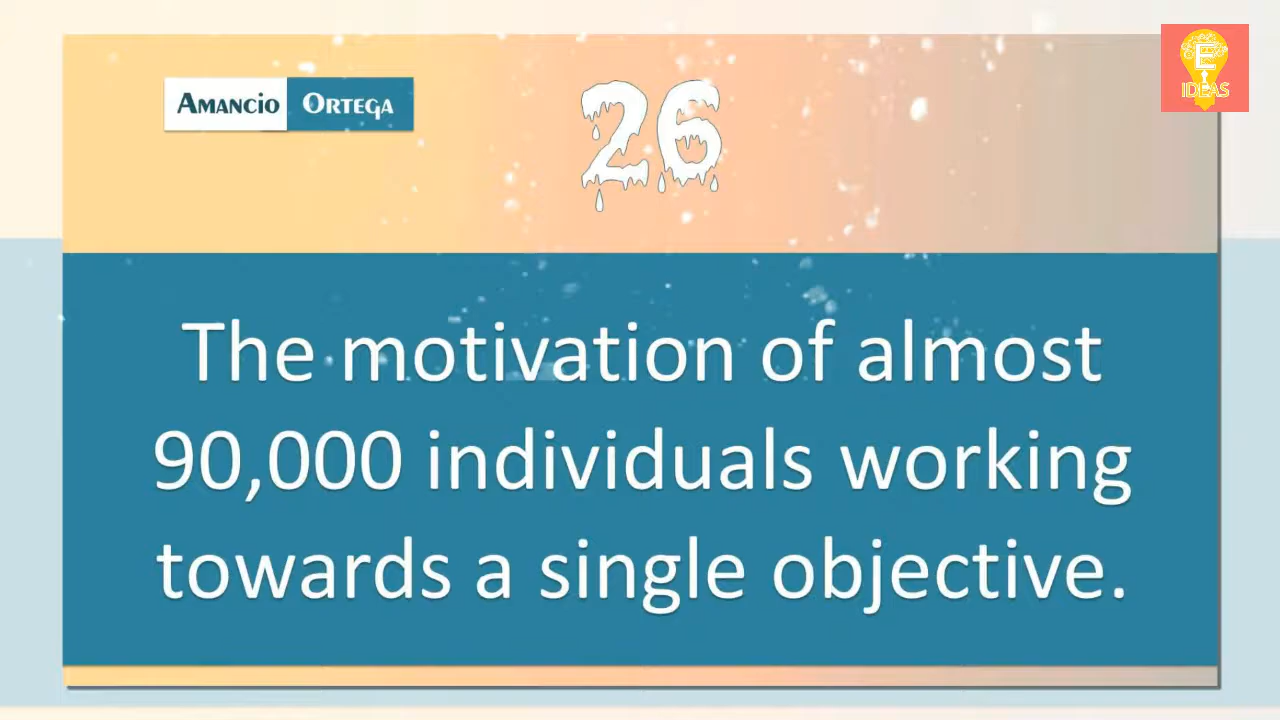 Amancio Ortega
26
E
IDEAS
The motivation of almost
90,000 individuals working
towards a single objective.